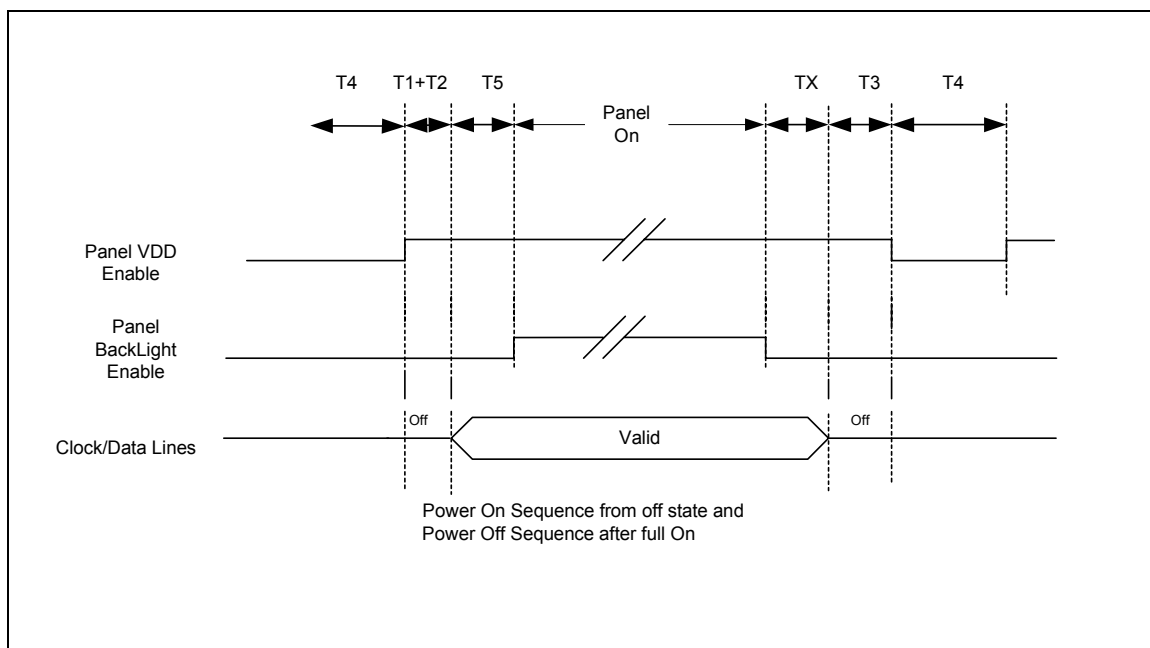 T4 T1+T2 T5 TX T3 T4
Panel
On
Panel VDD
Enable
Panel
BackLight
Enable
Off Off
Clock/Data Lines Valid
Power On Sequence from off state and
Power Off Sequence after full On